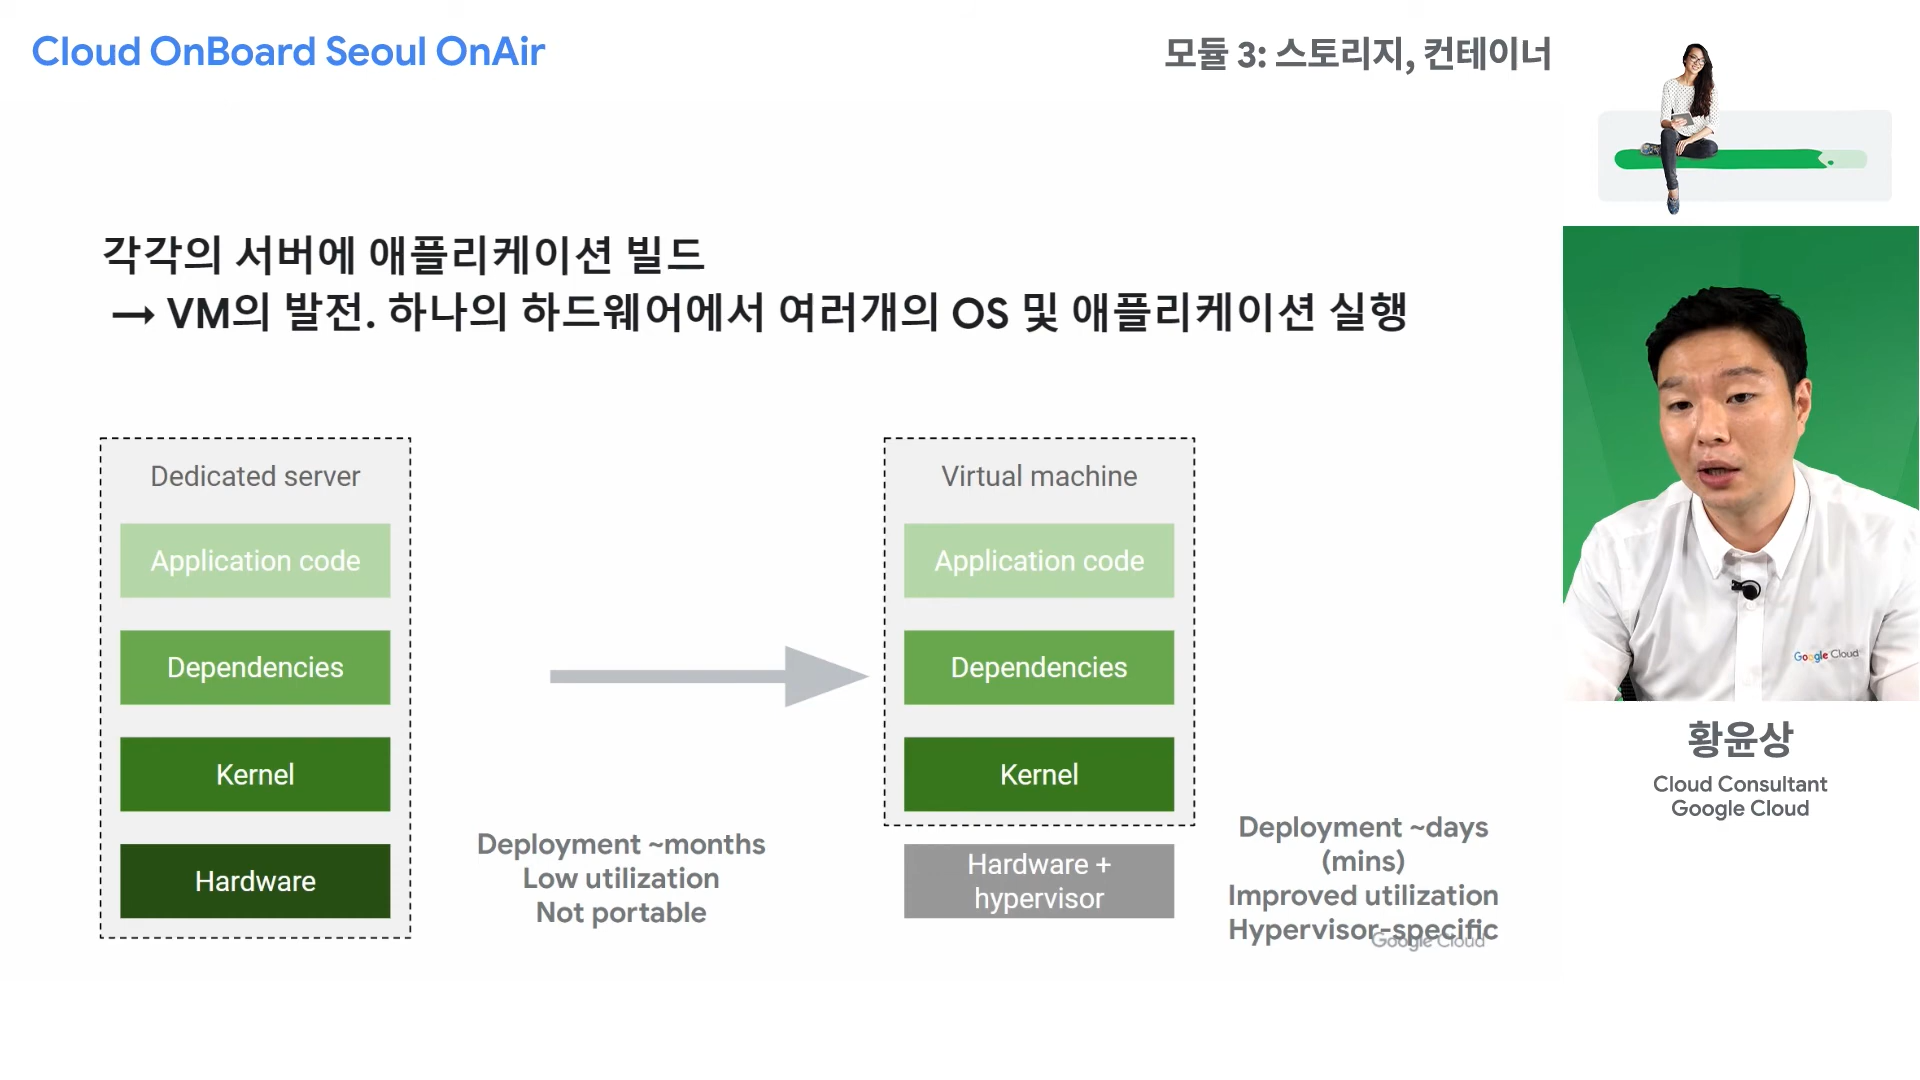 Cloud OnBoard Seoul OnAir
모듈 3: 스토리지, 컨테이너
각각의 서버에 애플리케이션 빌드
→ VM의 발전. 하나의 하드웨어에서 여러개의 OS 및 애플리케이션 실행
Dedicated server
Application code
Dependencies
Kernel
Hardware
Deployment ~months
Low utilization
Not portable
Virtual machine
Application code
Dependencies
Kernel
Hardware +
hypervisor
Deployment ~days
(mins)
Improved utilization
Hypervisor-specific
Google Cloud
Google Cloud
황윤상
Cloud Consultant
Google Cloud